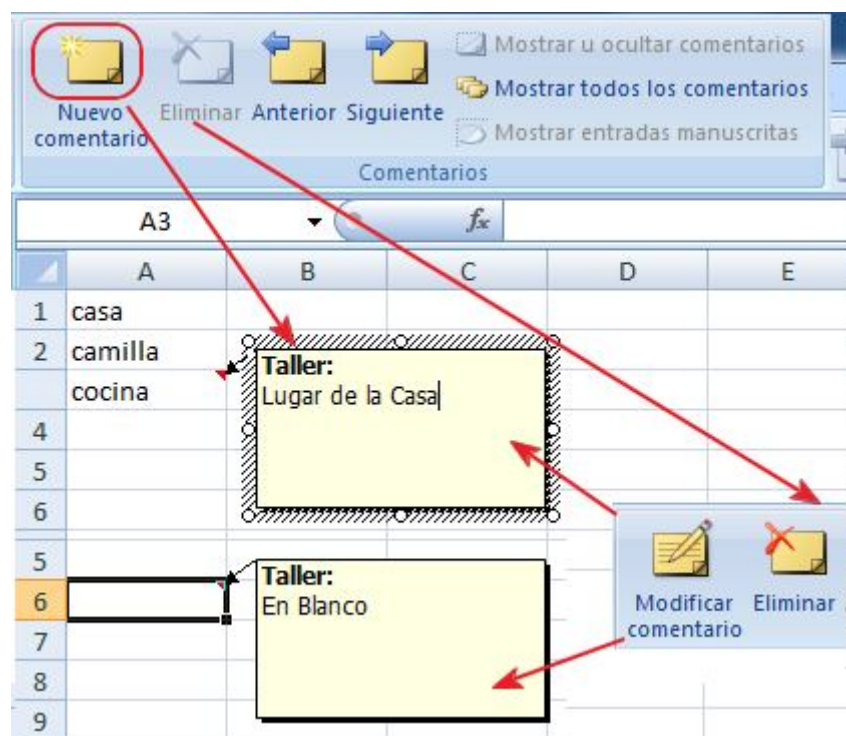 Nuevo comentario
Eliminar
Anterior
Siguiente
Mostrar u ocultar comentarios
Mostrar todos los comentarios
Mostrar entradas manuscritas
Comentarios
A3 fx
A B C D E
1 casa
2 camilla
cocina
4
5
6
Taller:
Lugar de la Casa
5
6
7
8
9
Taller:
En Blanco
Modificar comentario
Eliminar